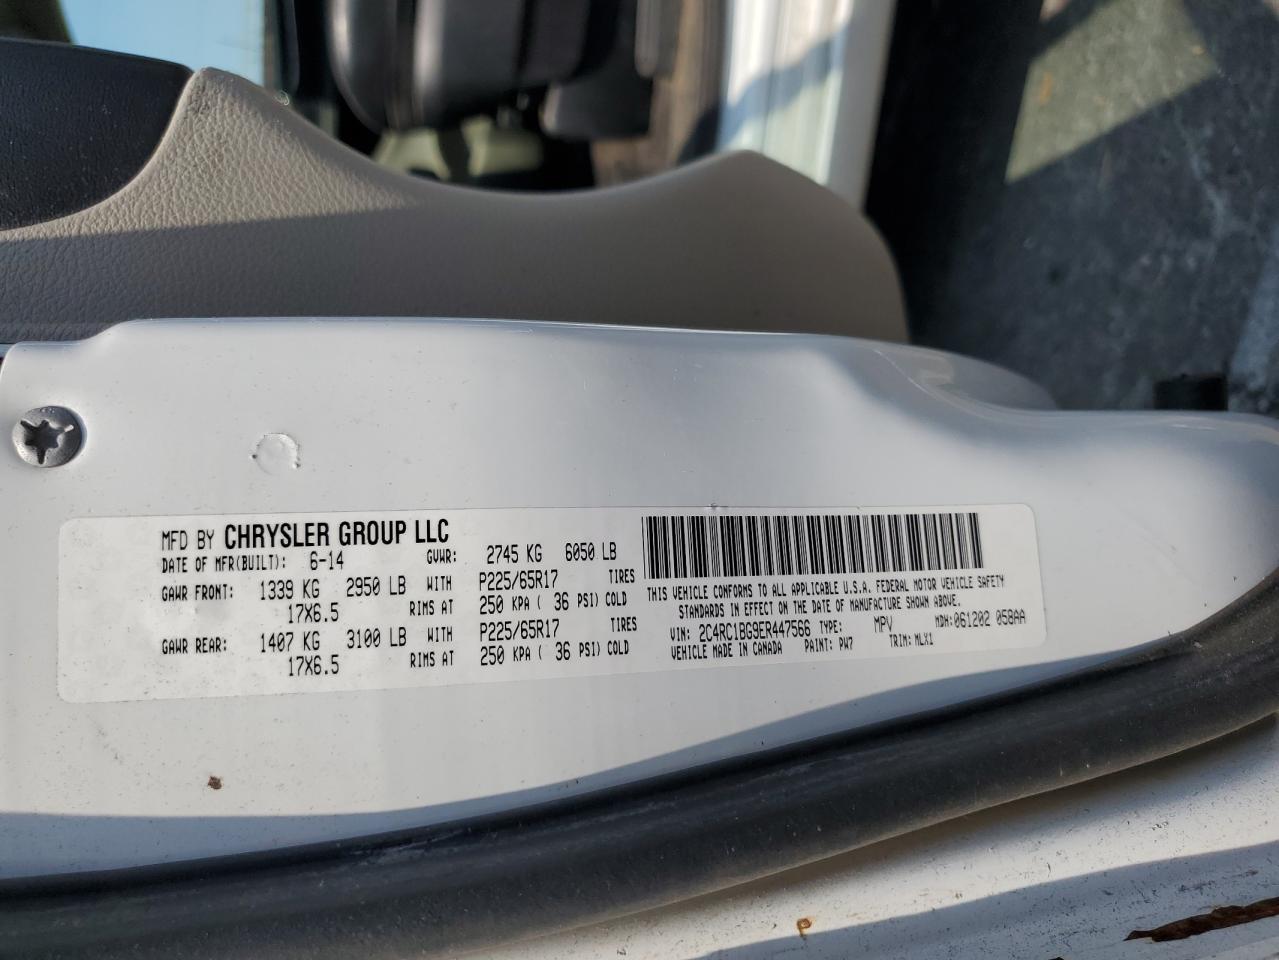 MFD BY CHRYSLER GROUP LLC
DATE OF MFR(BUILT): 6-14 GVWR: 2745 KG 6050 LB
GAWR FRONT: 1339 KG 2950 LB WITH P225/65R17 TIRES
17X6.5 RIMS AT 250 KPA ( 36 PSI) COLD
GAWR REAR: 1407 KG 3100 LB WITH P225/65R17 TIRES
17X6.5 RIMS AT 250 KPA ( 36 PSI) COLD
THIS VEHICLE CONFORMS TO ALL APPLICABLE U.S.A. FEDERAL MOTOR VEHICLE SAFETY
STANDARDS IN EFFECT ON THE DATE OF MANUFACTURE SHOWN ABOVE.
VIN: 2C4RC1BG9ER447566 TYPE: MPV MDH: 061202 058AA
VEHICLE MADE IN CANADA PAINT: PW7 TRIM: MLX1